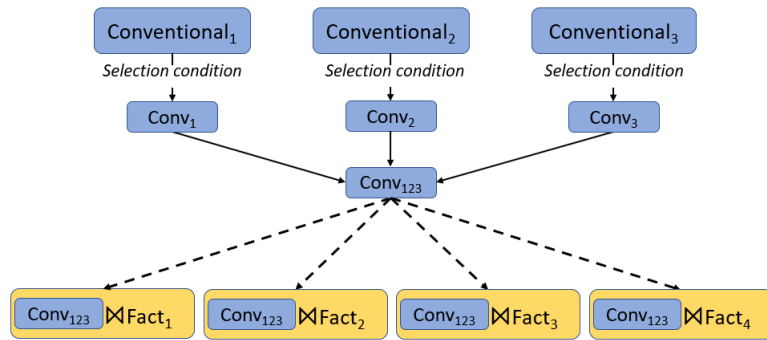 Conventional₁ Conventional₂ Conventional₃
Selection condition Selection condition Selection condition
Conv₁ Conv₂ Conv₃
Conv₁₂₃
Conv₁₂₃ ⋈Fact₁ Conv₁₂₃ ⋈Fact₂ Conv₁₂₃ ⋈Fact₃ Conv₁₂₃ ⋈Fact₄